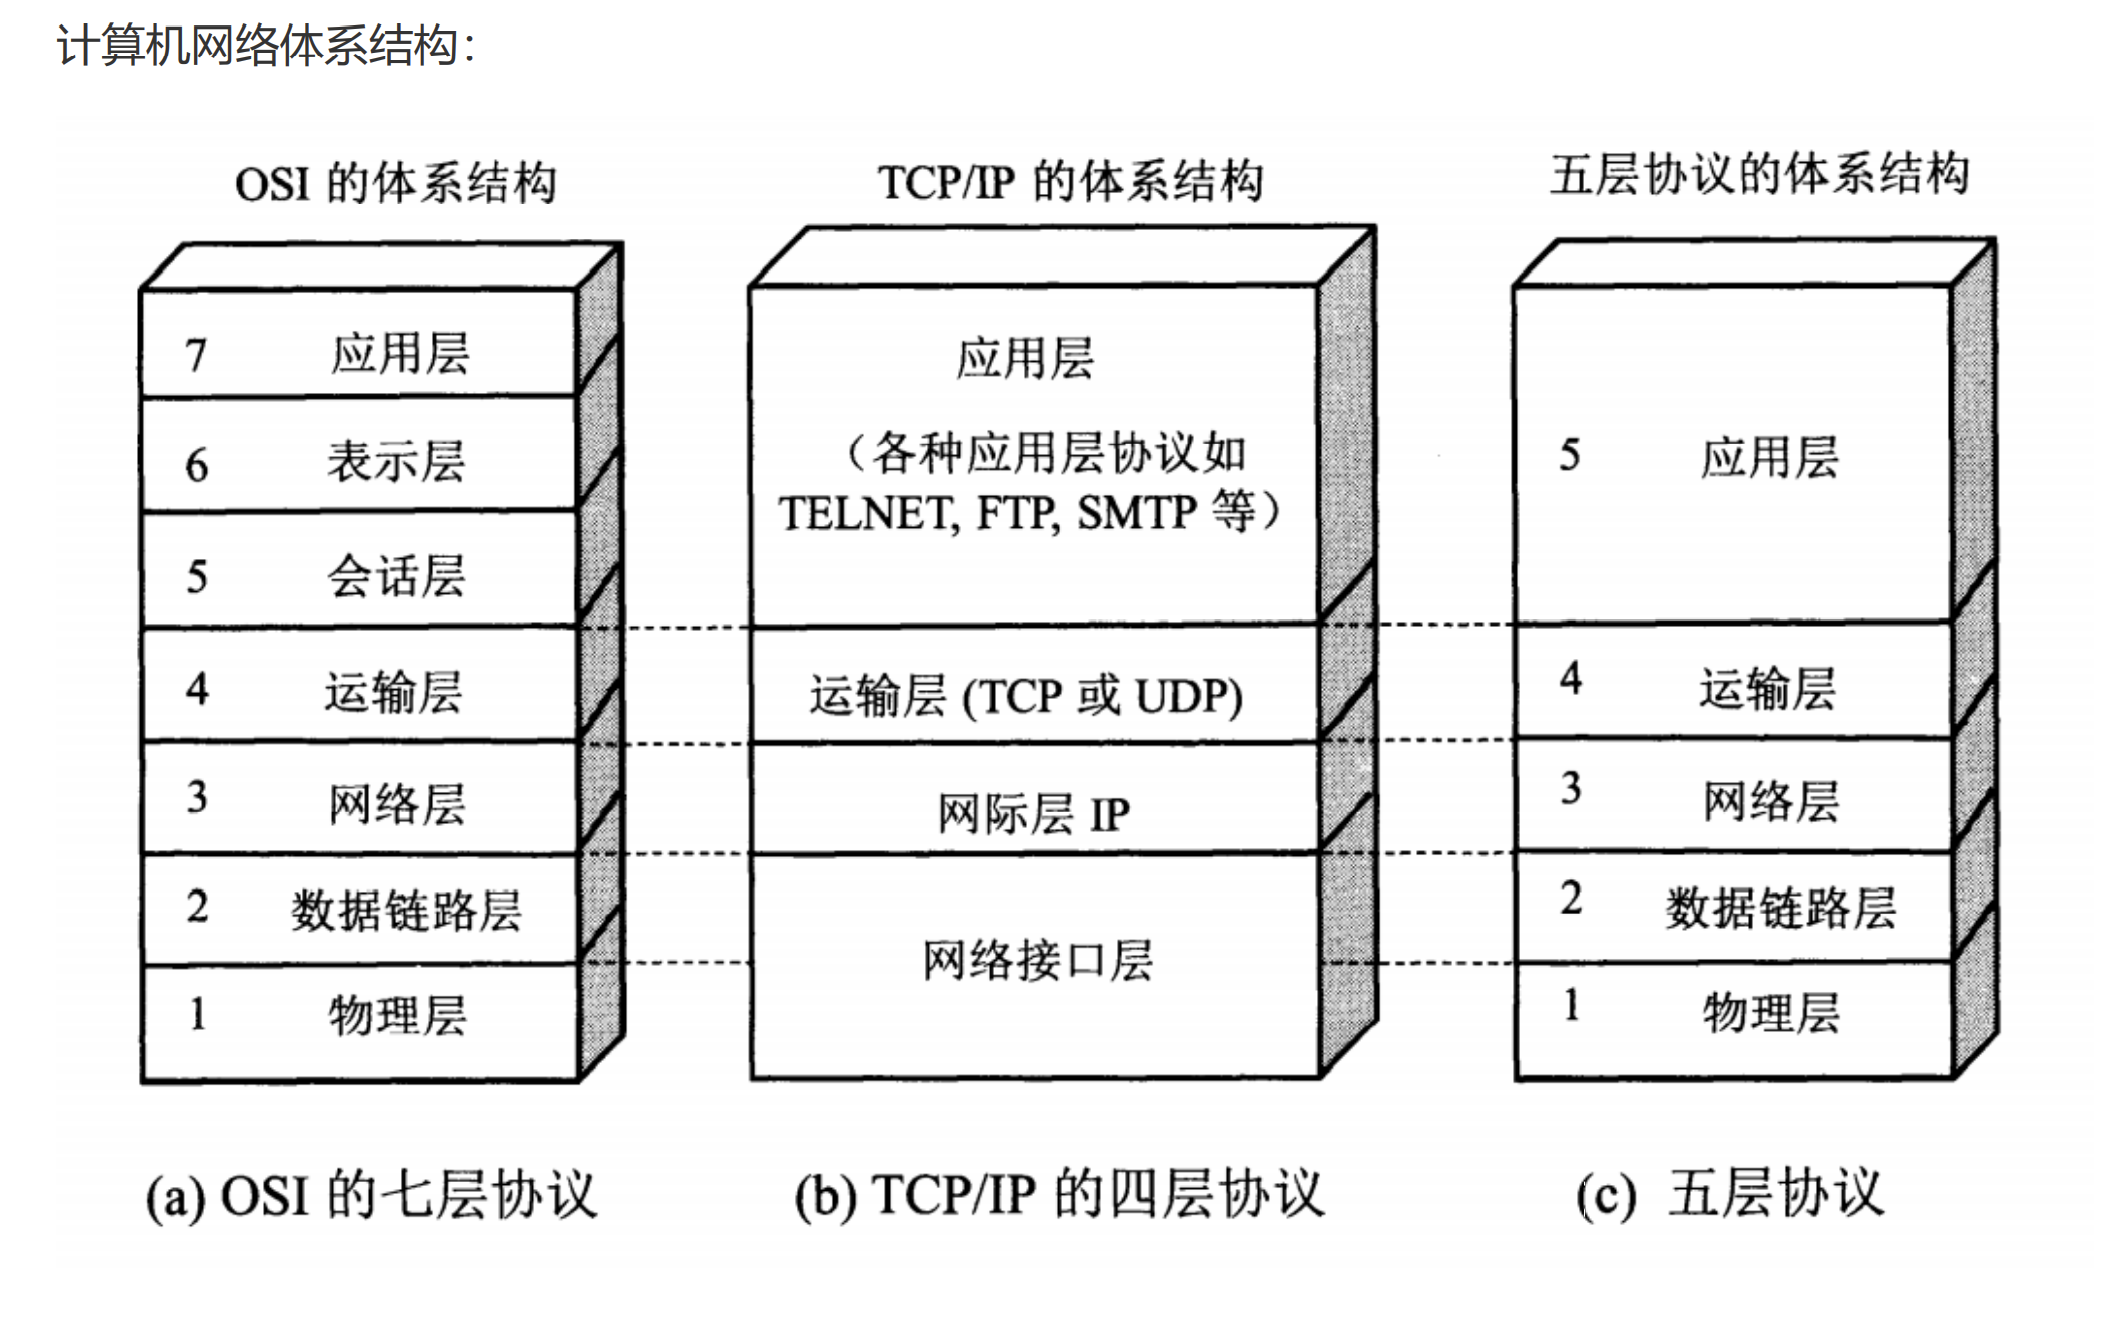 计算机网络体系结构：
OSI 的体系结构
7 应用层
6 表示层
5 会话层
4 运输层
3 网络层
2 数据链路层
1 物理层
(a) OSI 的七层协议
TCP/IP 的体系结构
应用层
（各种应用层协议如
TELNET, FTP, SMTP 等）
运输层 (TCP 或 UDP)
网际层 IP
网络接口层
(b) TCP/IP 的四层协议
五层协议的体系结构
5 应用层
4 运输层
3 网络层
2 数据链路层
1 物理层
(c) 五层协议